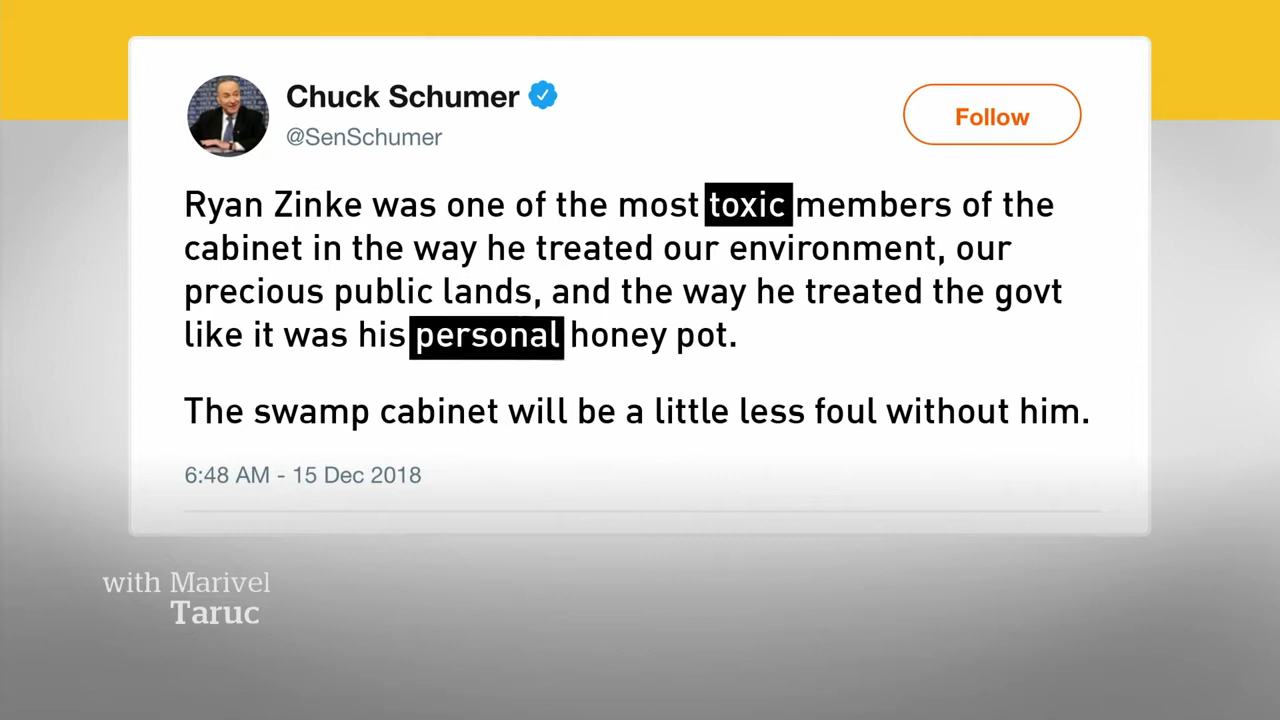 Chuck Schumer
@SenSchumer
Follow
Ryan Zinke was one of the most toxic members of the
cabinet in the way he treated our environment, our
precious public lands, and the way he treated the govt
like it was his personal honey pot.
The swamp cabinet will be a little less foul without him.
6:48 AM - 15 Dec 2018
with Marivel
Taruc